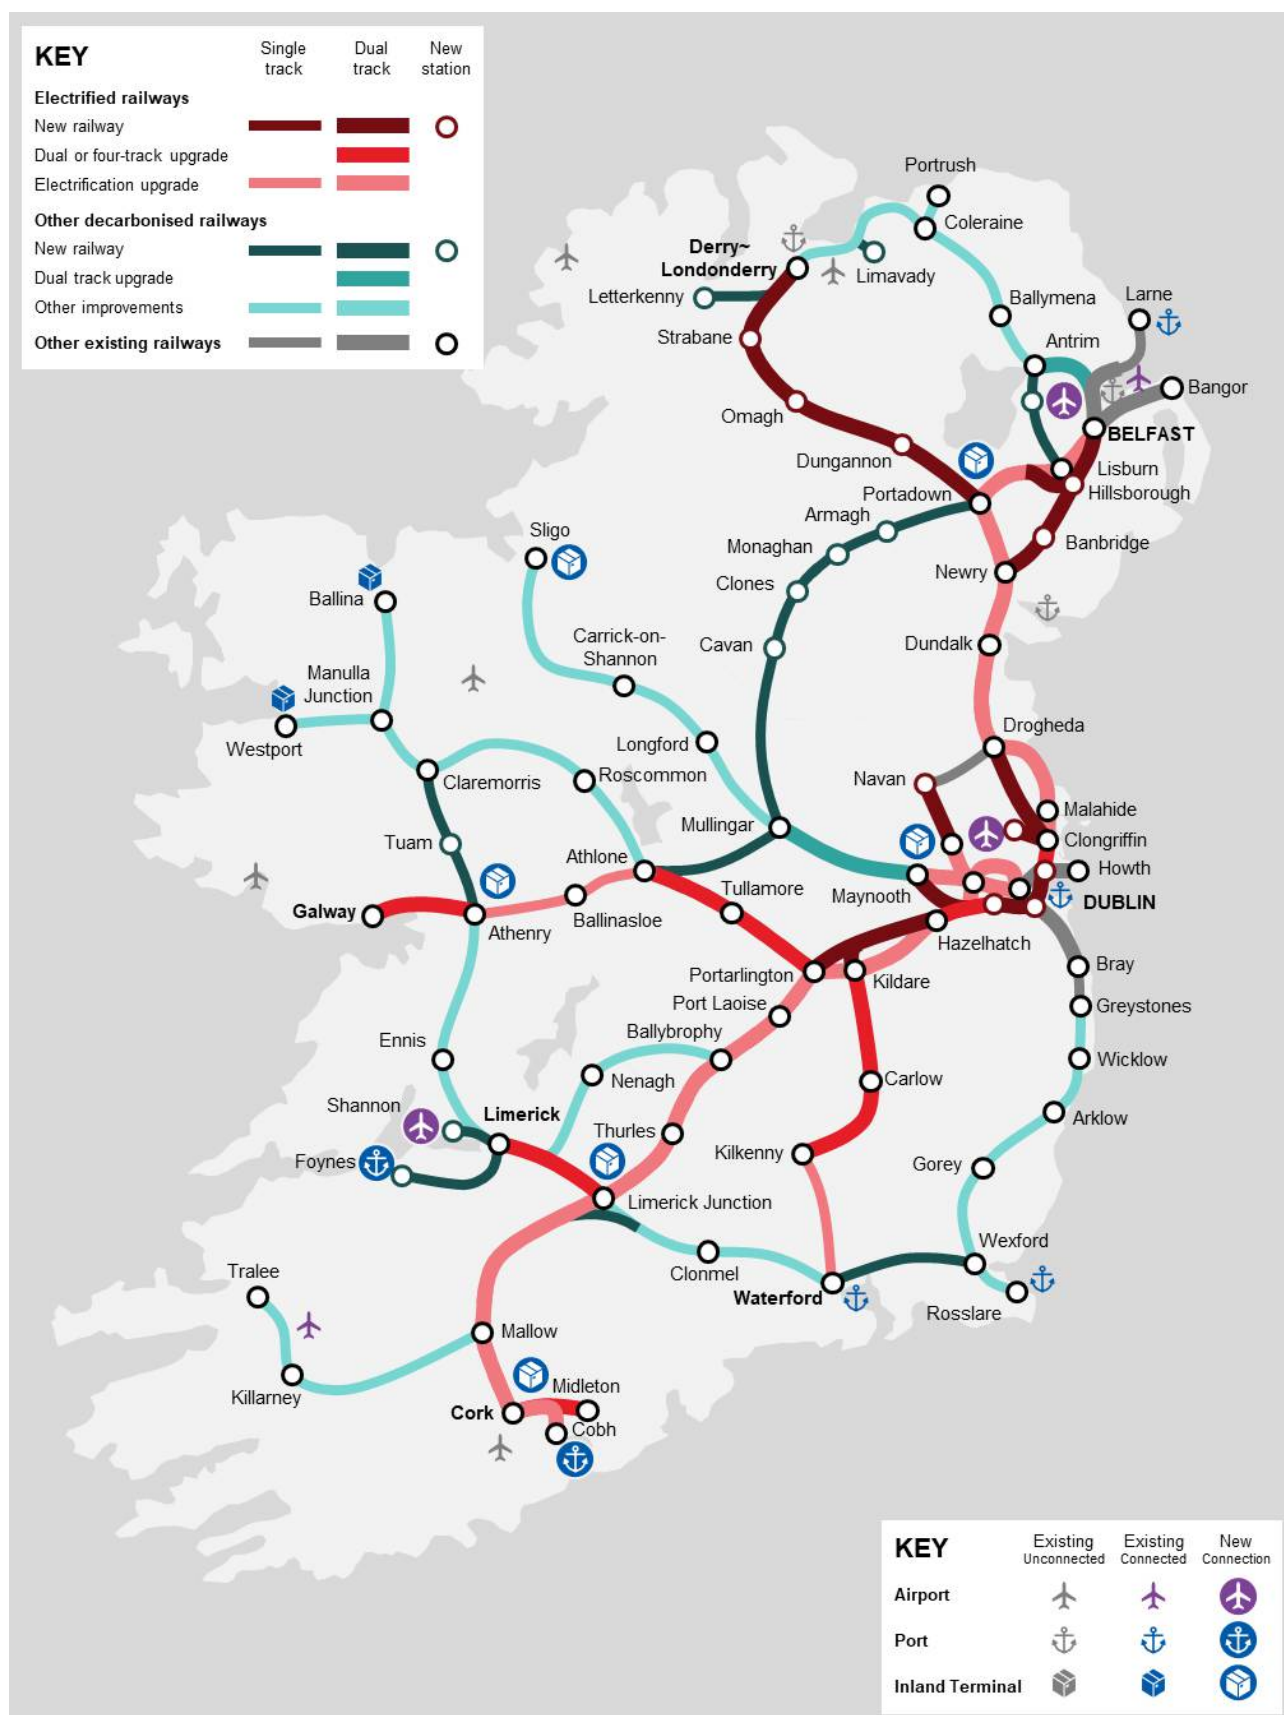 KEY
Single track
Dual track
New station
Electrified railways
New railway
Dual or four-track upgrade
Electrification upgrade
Other decarbonised railways
New railway
Dual track upgrade
Other improvements
Other existing railways
Portrush
Coleraine
Derry~
Londonderry
Limavady
Letterkenny
Ballymena
Larne
Strabane
Antrim
Bangor
Omagh
BELFAST
Dungannon
Lisburn
Hillsborough
Portadown
Armagh
Sligo
Monaghan
Banbridge
Newry
Clones
Ballina
Carrick-on-
Shannon
Cavan
Dundalk
Manulla
Junction
Westport
Longford
Drogheda
Claremorris
Roscommon
Navan
Malahide
Mullingar
Clongriffin
Tuam
Athlone
Howth
Tullamore
Maynooth
DUBLIN
Galway
Athenry
Ballinasloe
Hazelhatch
Bray
Portarlington
Kildare
Port Laoise
Greystones
Ballybrophy
Ennis
Wicklow
Nenagh
Carlow
Shannon
Limerick
Arklow
Thurles
Kilkenny
Foynes
Gorey
Limerick Junction
Wexford
Clonmel
Tralee
Waterford
Rosslare
Mallow
Killarney
Midleton
Cork
Cobh
KEY
Existing
Unconnected
Existing
Connected
New
Connection
Airport
Port
Inland Terminal